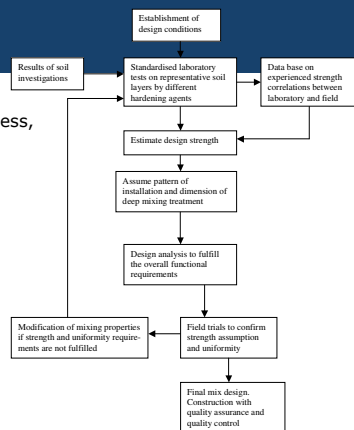 Establishment of
design conditions
Results of soil
investigations
Standardised laboratory
tests on representative soil
layers by different
hardening agents
Data base on
experienced strength
correlations between
laboratory and field
ess,
Estimate design strength
Assume pattern of
installation and dimension of
deep mixing treatment
Design analysis to fulfill
the overall functional
requirements
Modification of mixing properties
if strength and uniformity require-
ments are not fulfilled
Field trials to confirm
strength assumption
and uniformity
Final mix design.
Construction with
quality assurance and
quality control